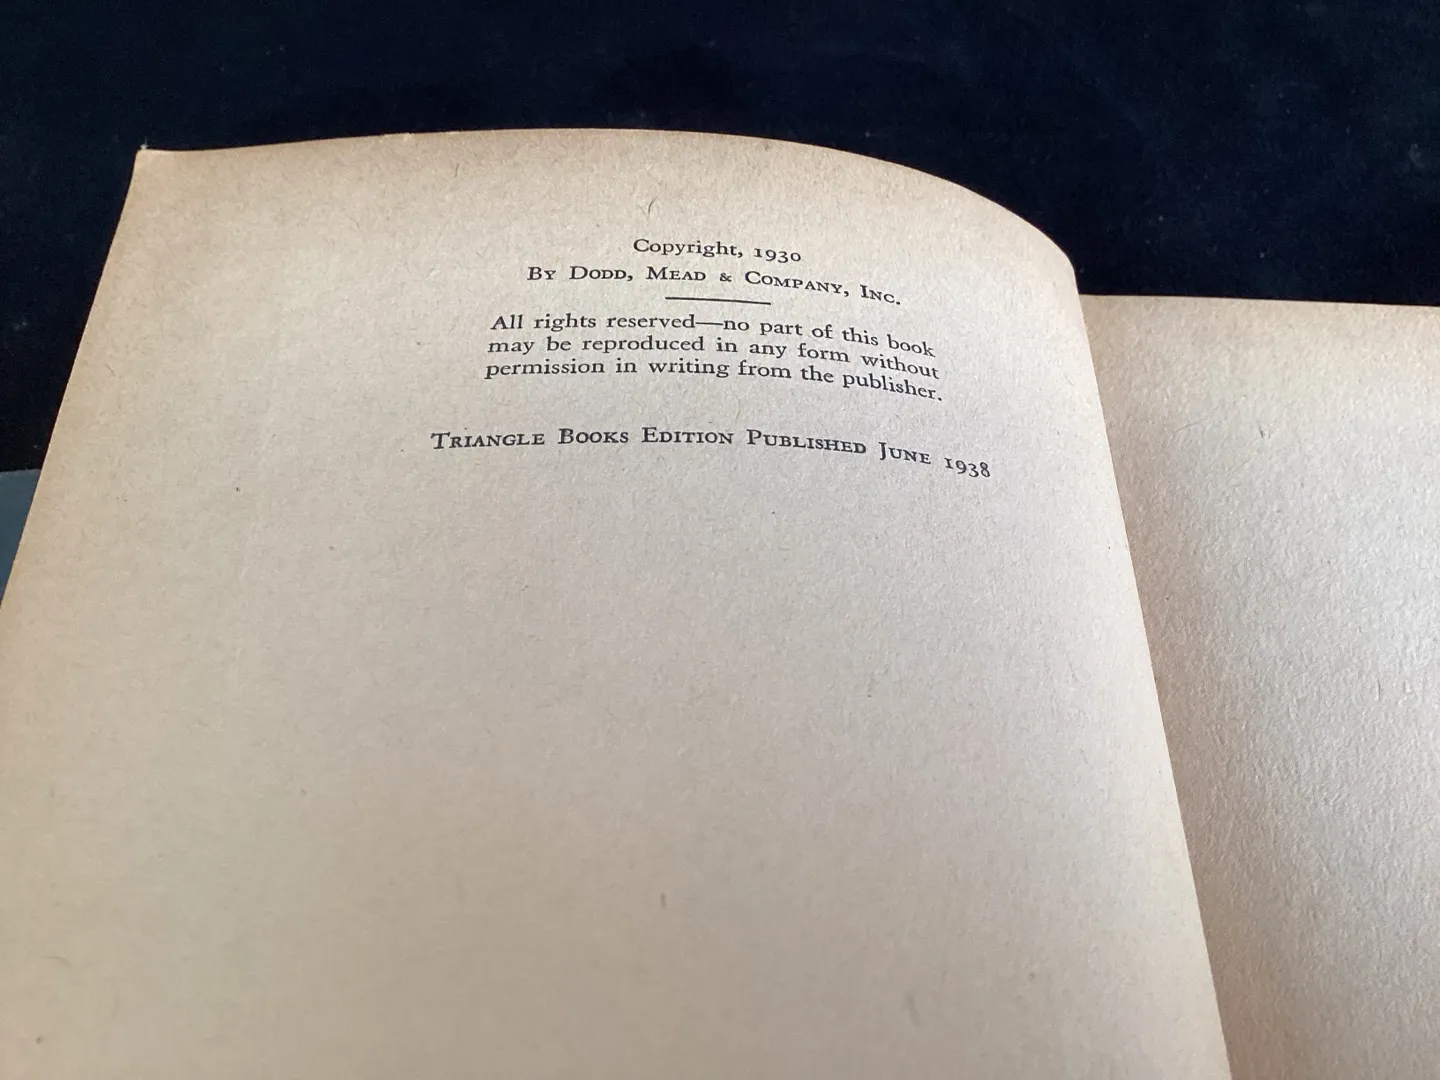 Copyright, 1930
By Dodd, Mead & Company, Inc.
All rights reserved—no part of this book
may be reproduced in any form without
permission in writing from the publisher.
Triangle Books Edition Published June 1938